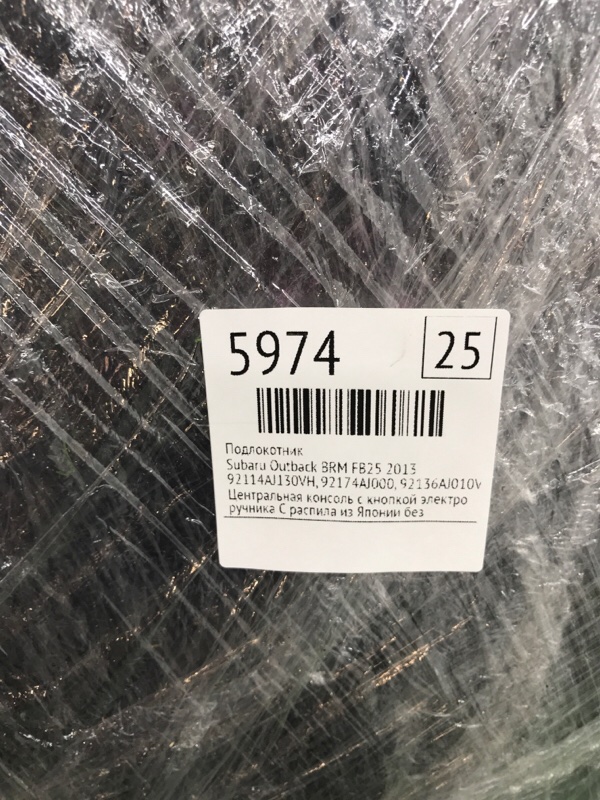 5974
25
Подлокотник
Subaru Outback BRM FB25 2013
92114AJ130VH, 92174AJ000, 92136AJ010V
Центральная консоль с кнопкой электро
ручника С распила из Японии без